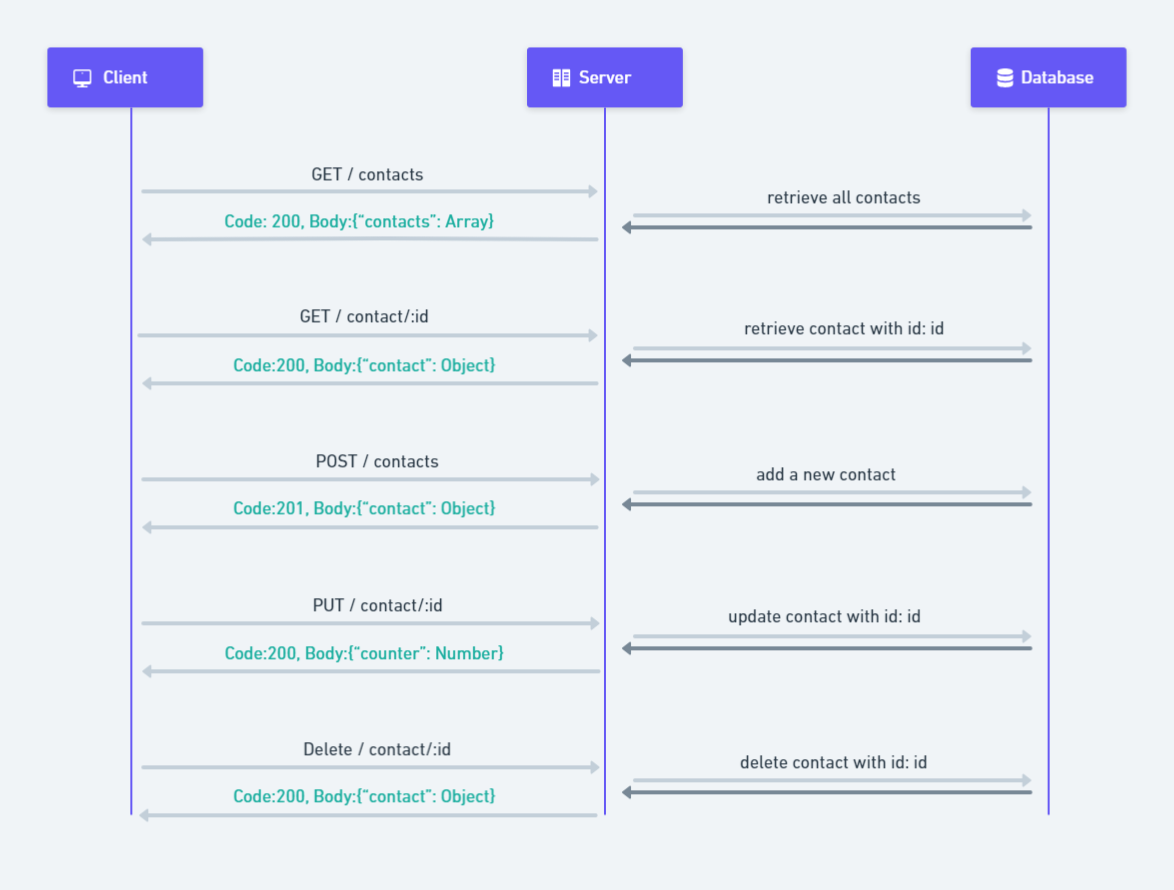 Client
Server
Database
GET / contacts
retrieve all contacts
Code: 200, Body:{“contacts”: Array}
GET / contact/:id
retrieve contact with id: id
Code:200, Body:{“contact”: Object}
POST / contacts
add a new contact
Code:201, Body:{“contact”: Object}
PUT / contact/:id
update contact with id: id
Code:200, Body:{“counter”: Number}
Delete / contact/:id
delete contact with id: id
Code:200, Body:{“contact”: Object}